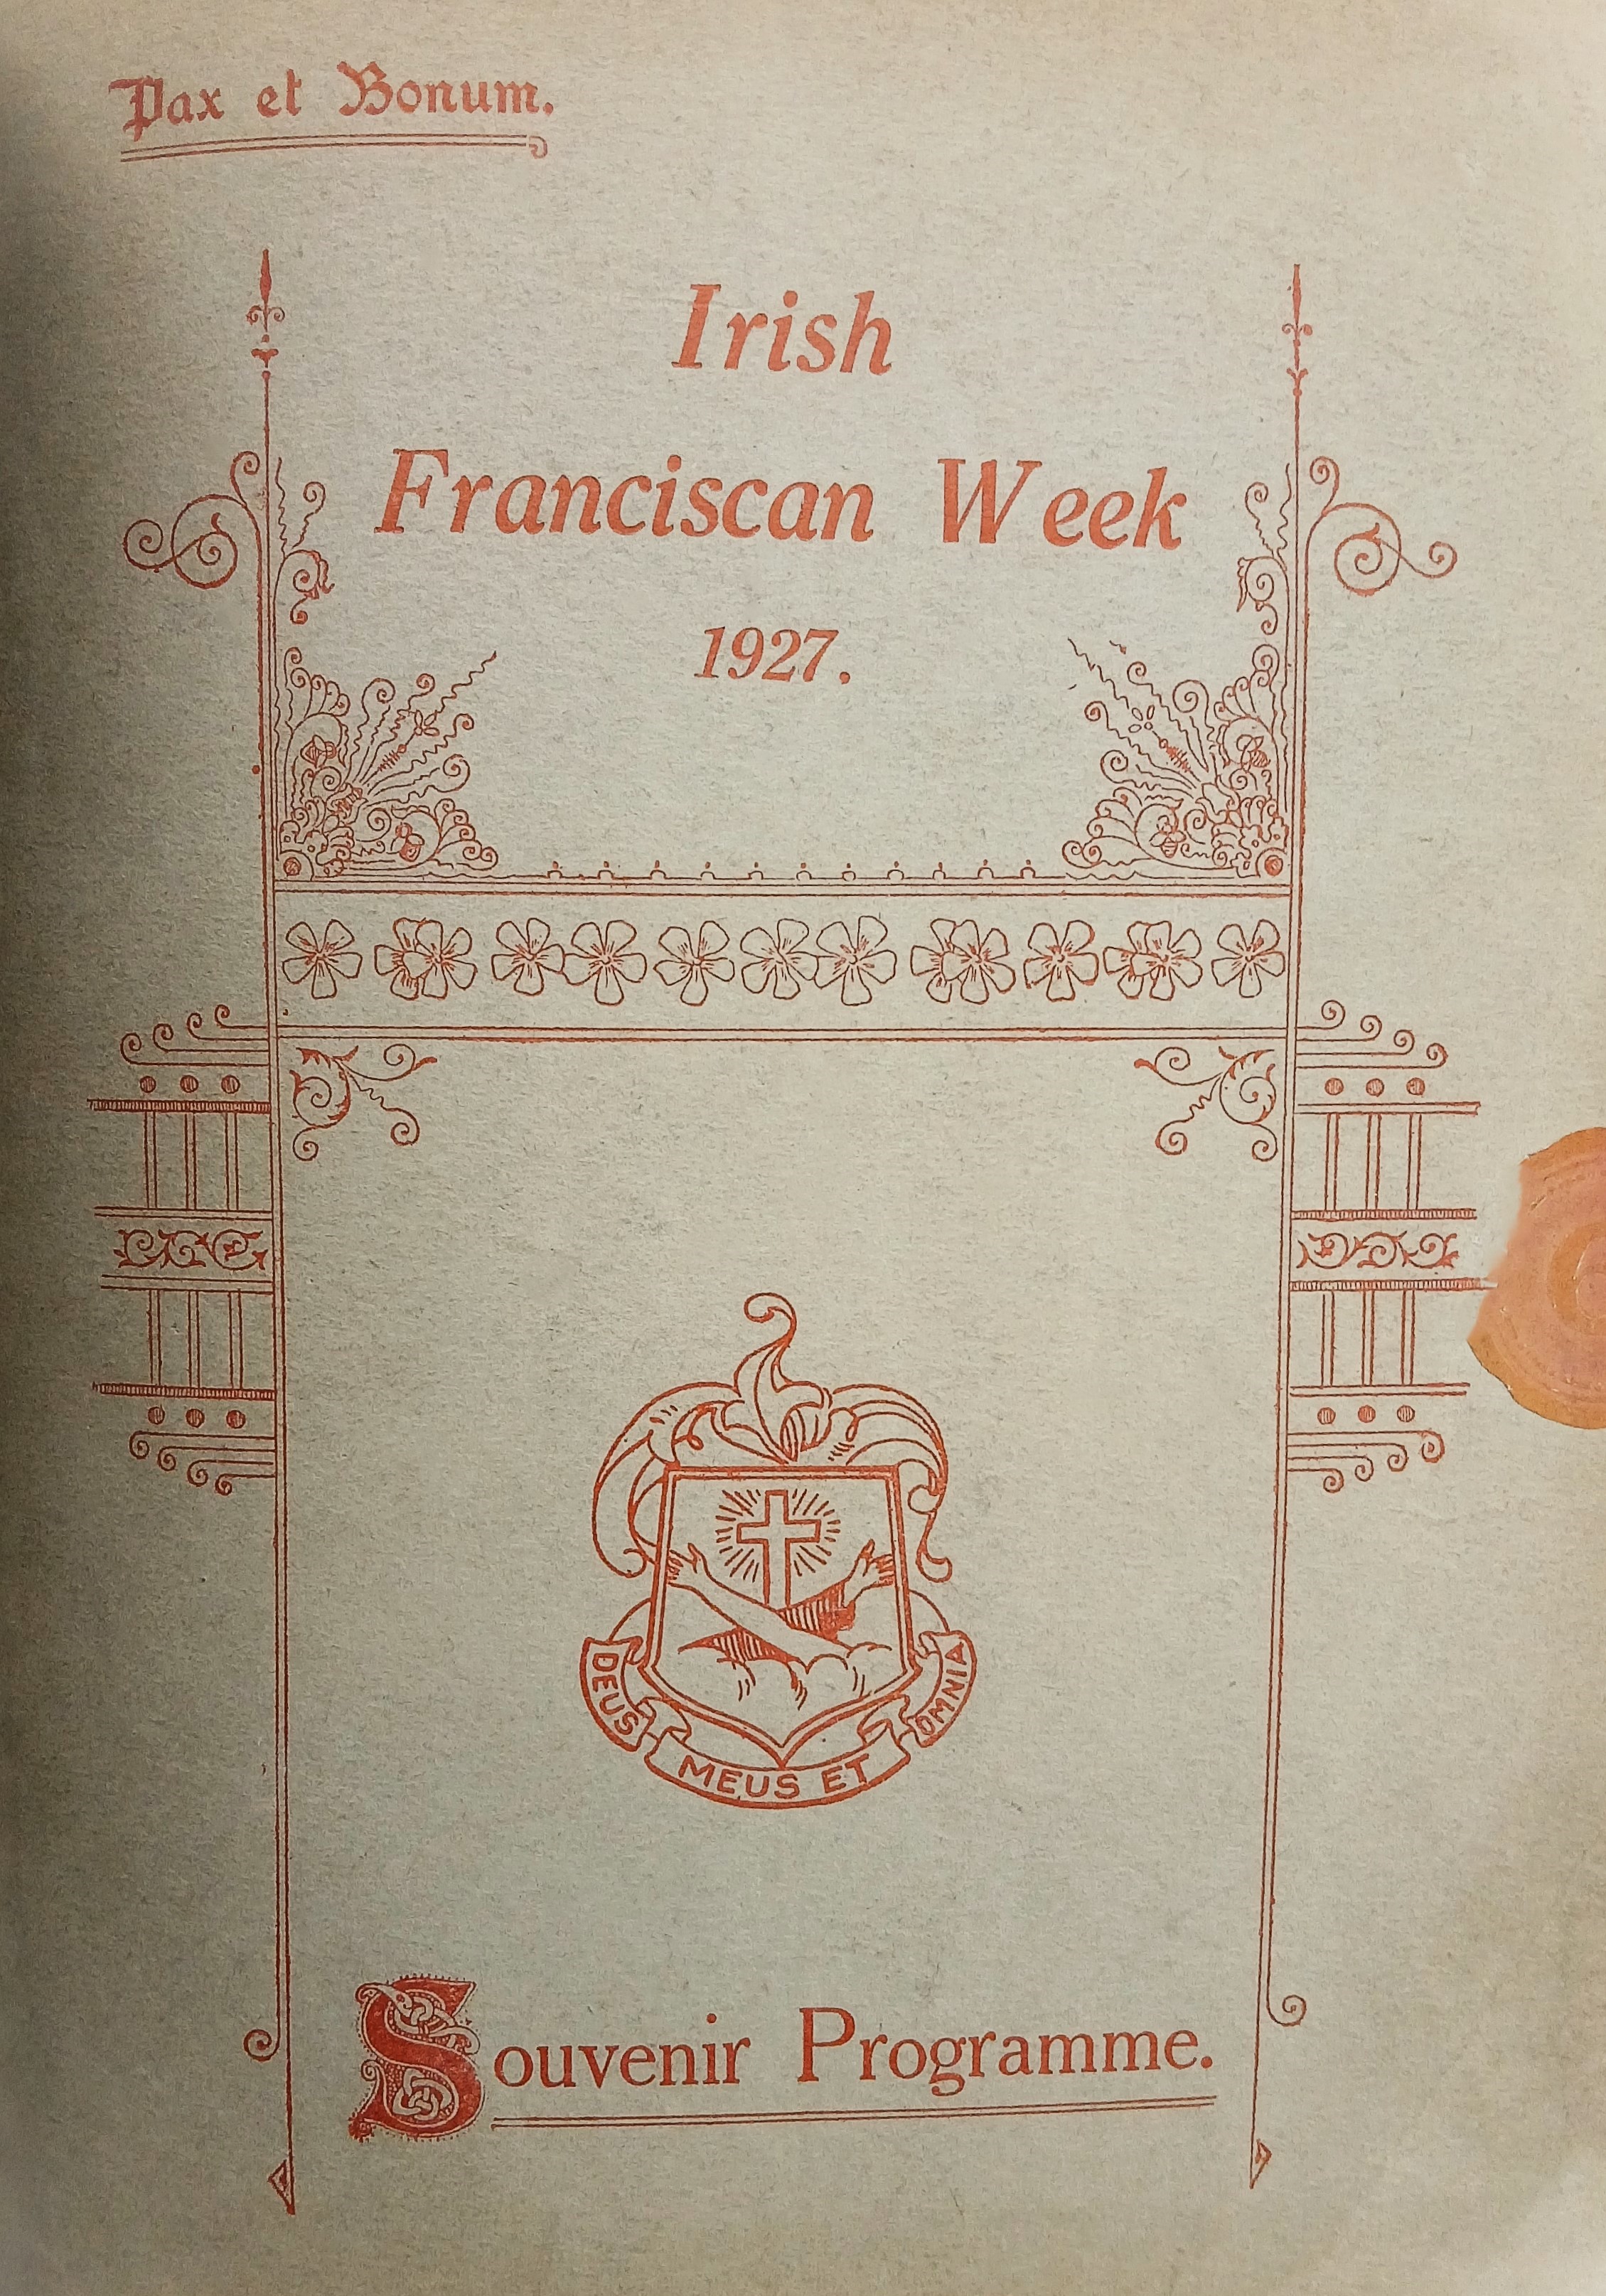 Pax et Bonum.
Irish
Franciscan Week
1927.
DEUS
MEUS ET
OMNIA
Souvenir Programme.